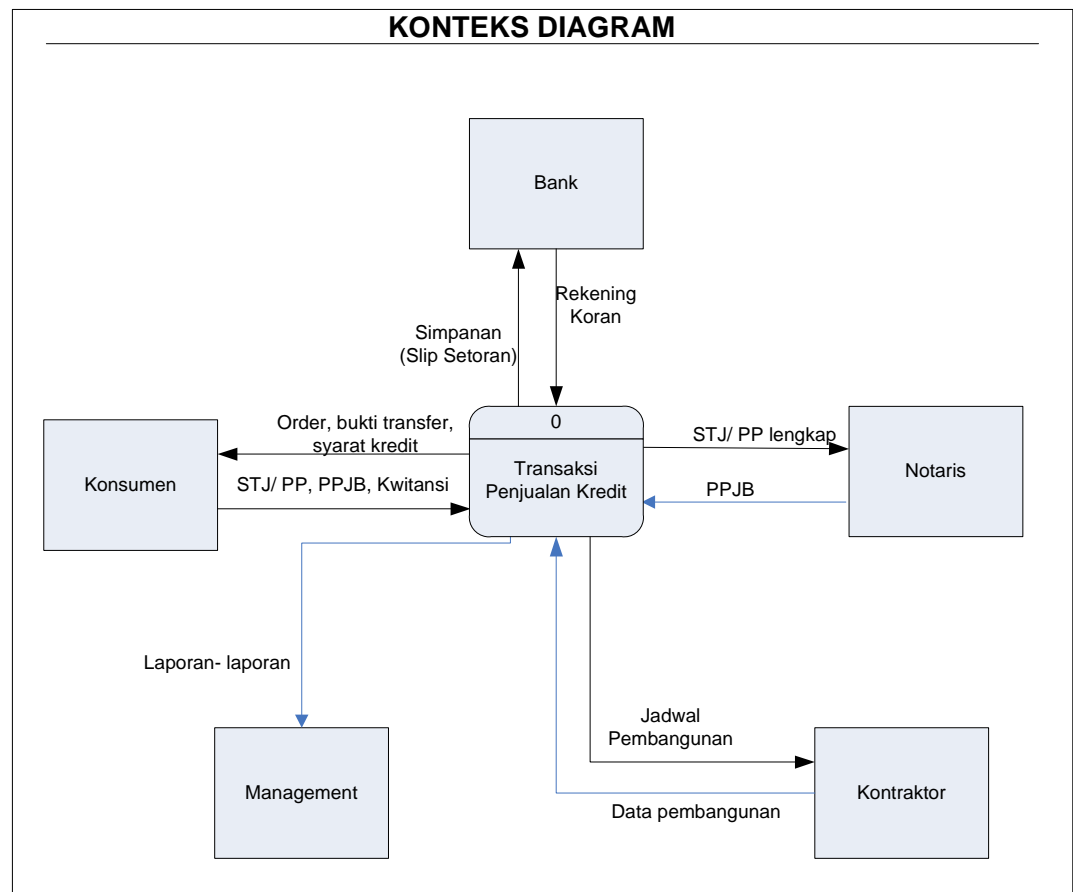 KONTEKS DIAGRAM
Bank
Rekening
Koran
Simpanan
(Slip Setoran)
Order, bukti transfer,
syarat kredit
0
STJ/ PP lengkap
Konsumen
STJ/ PP, PPJB, Kwitansi
Transaksi
Penjualan Kredit
PPJB
Notaris
Laporan- laporan
Jadwal
Pembangunan
Management
Data pembangunan
Kontraktor